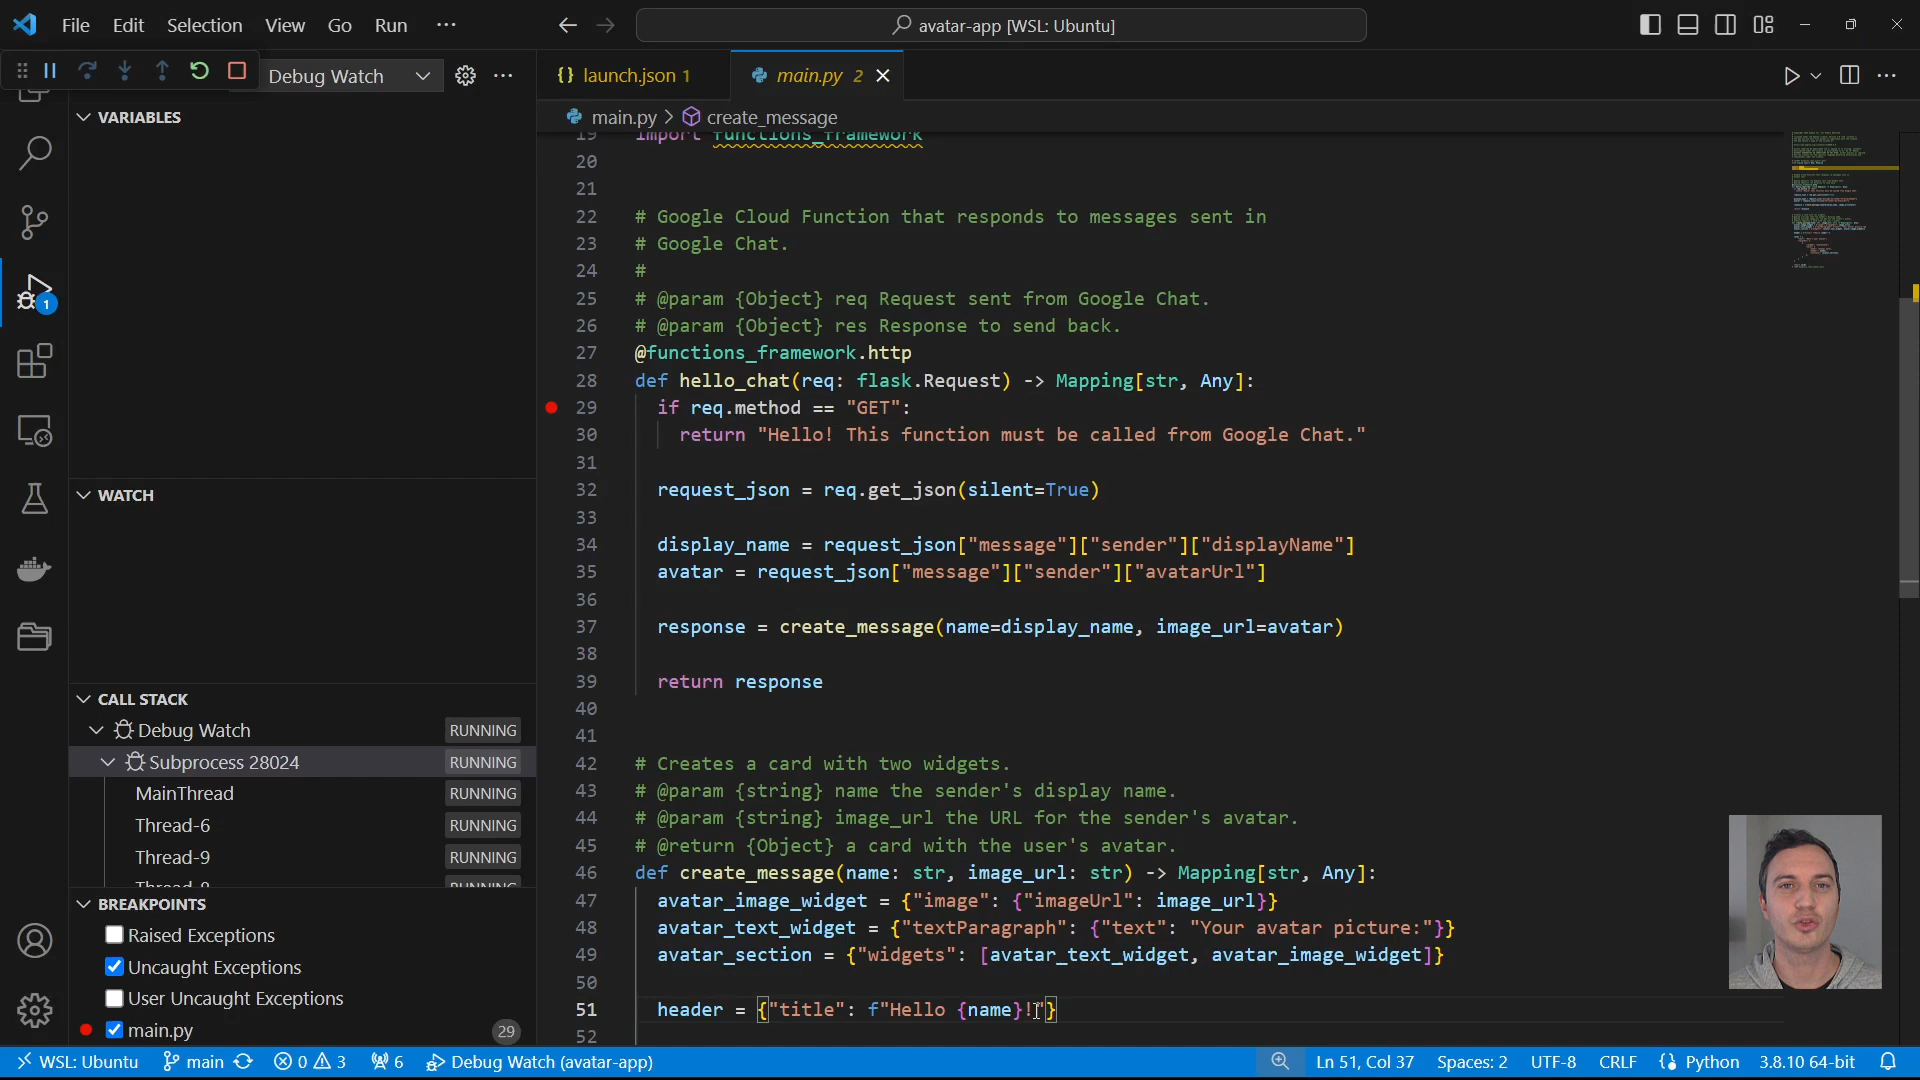 File Edit Selection View Go Run ···
avatar-app [WSL: Ubuntu]
Debug Watch
launch.json 1
main.py 2
main.py > create_message
VARIABLES
WATCH
CALL STACK
Debug Watch RUNNING
Subprocess 28024 RUNNING
MainThread RUNNING
Thread-6 RUNNING
Thread-9 RUNNING
Thread-8 RUNNING
BREAKPOINTS
Raised Exceptions
Uncaught Exceptions
User Uncaught Exceptions
main.py 29
1
19 import functions_framework
20
21
22 # Google Cloud Function that responds to messages sent in
23 # Google Chat.
24 #
25 # @param {Object} req Request sent from Google Chat.
26 # @param {Object} res Response to send back.
27 @functions_framework.http
28 def hello_chat(req: flask.Request) -> Mapping[str, Any]:
29 if req.method == "GET":
30 return "Hello! This function must be called from Google Chat."
31
32 request_json = req.get_json(silent=True)
33
34 display_name = request_json["message"]["sender"]["displayName"]
35 avatar = request_json["message"]["sender"]["avatarUrl"]
36
37 response = create_message(name=display_name, image_url=avatar)
38
39 return response
40
41
42 # Creates a card with two widgets.
43 # @param {string} name the sender's display name.
44 # @param {string} image_url the URL for the sender's avatar.
45 # @return {Object} a card with the user's avatar.
46 def create_message(name: str, image_url: str) -> Mapping[str, Any]:
47 avatar_image_widget = {"image": {"imageUrl": image_url}}
48 avatar_text_widget = {"textParagraph": {"text": "Your avatar picture:"}}
49 avatar_section = {"widgets": [avatar_text_widget, avatar_image_widget]}
50
51 header = {"title": f"Hello {name}!"}
52
WSL: Ubuntu main 0 3 6 Debug Watch (avatar-app) Ln 51, Col 37 Spaces: 2 UTF-8 CRLF Python 3.8.10 64-bit